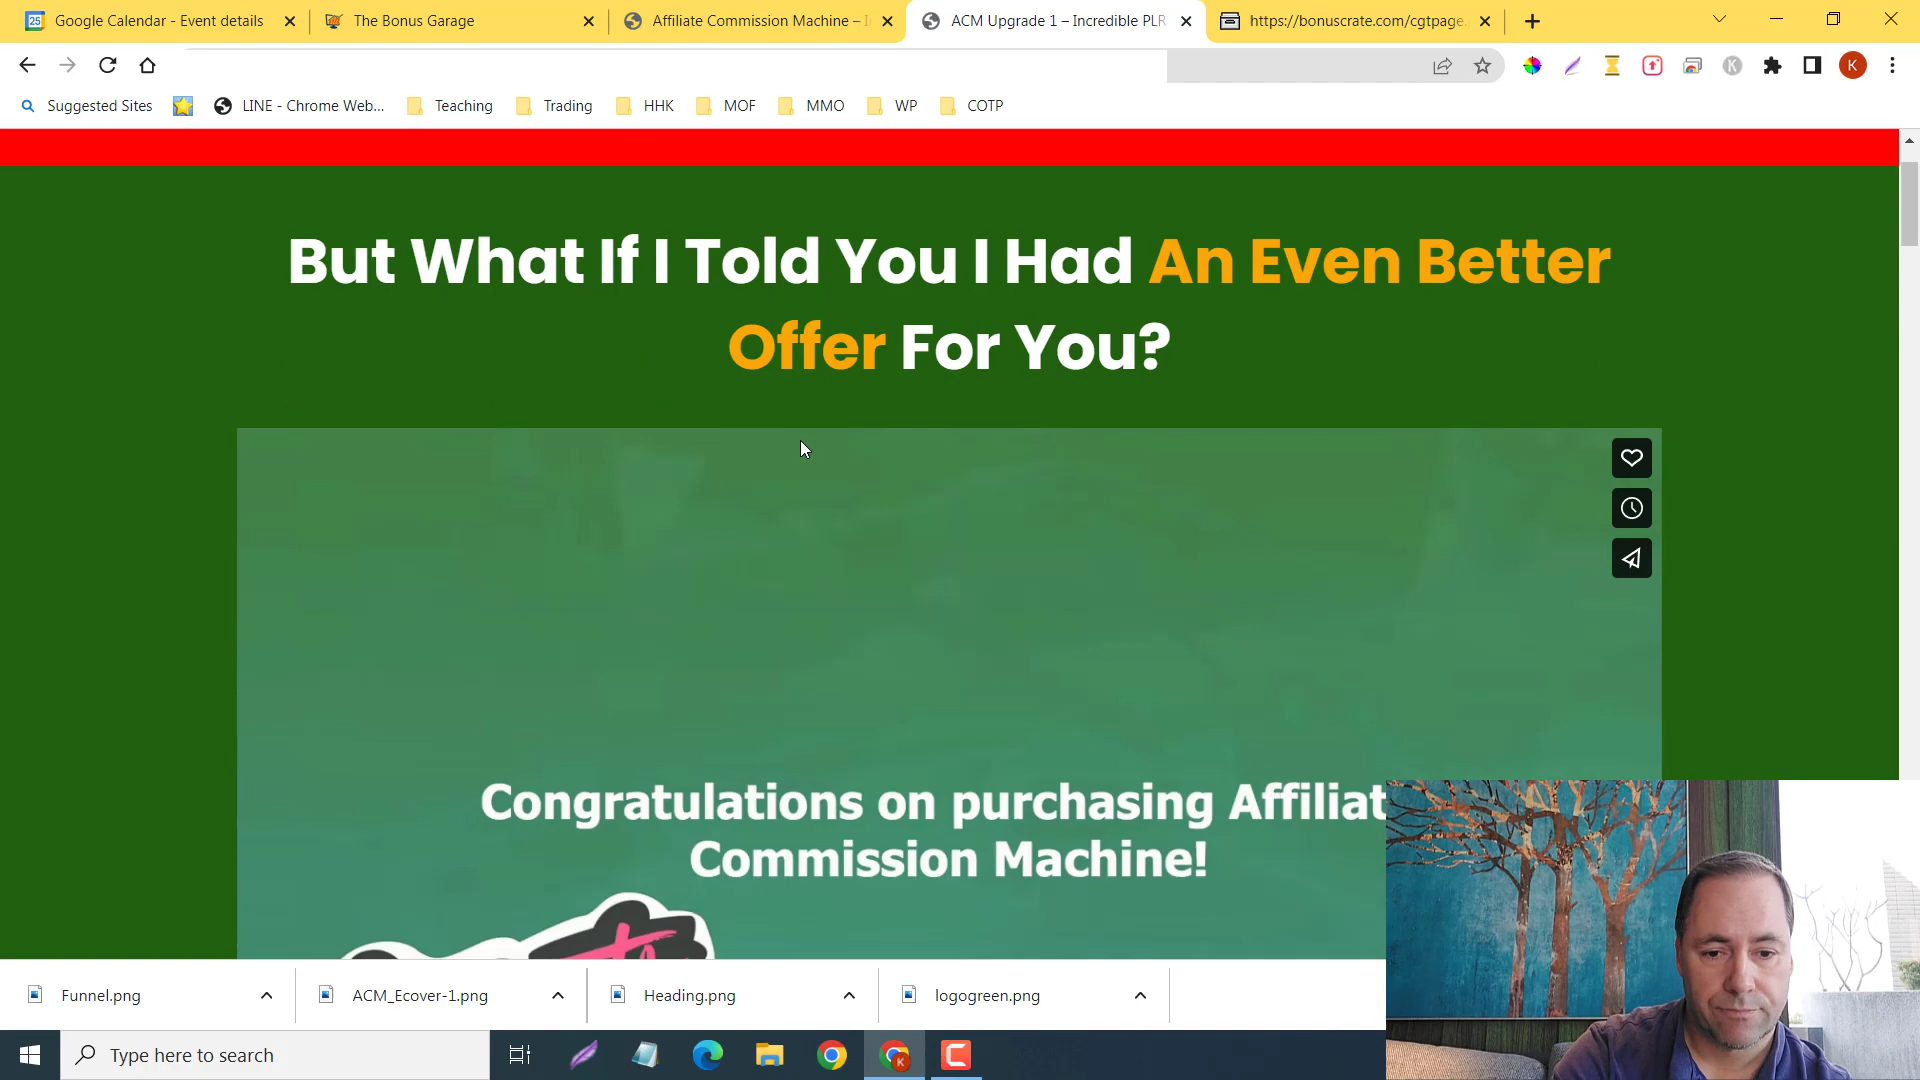 Google Calendar - Event details
The Bonus Garage
Affiliate Commission Machine –
ACM Upgrade 1 – Incredible PLR
https://bonuscrate.com/cgtpage
K
K
Suggested Sites
LINE - Chrome Web...
Teaching
Trading
HHK
MOF
MMO
WP
COTP
But What If I Told You I Had An Even Better
Offer For You?
Congratulations on purchasing Affiliat
Commission Machine!
Funnel.png
ACM_Ecover-1.png
Heading.png
logogreen.png
Type here to search